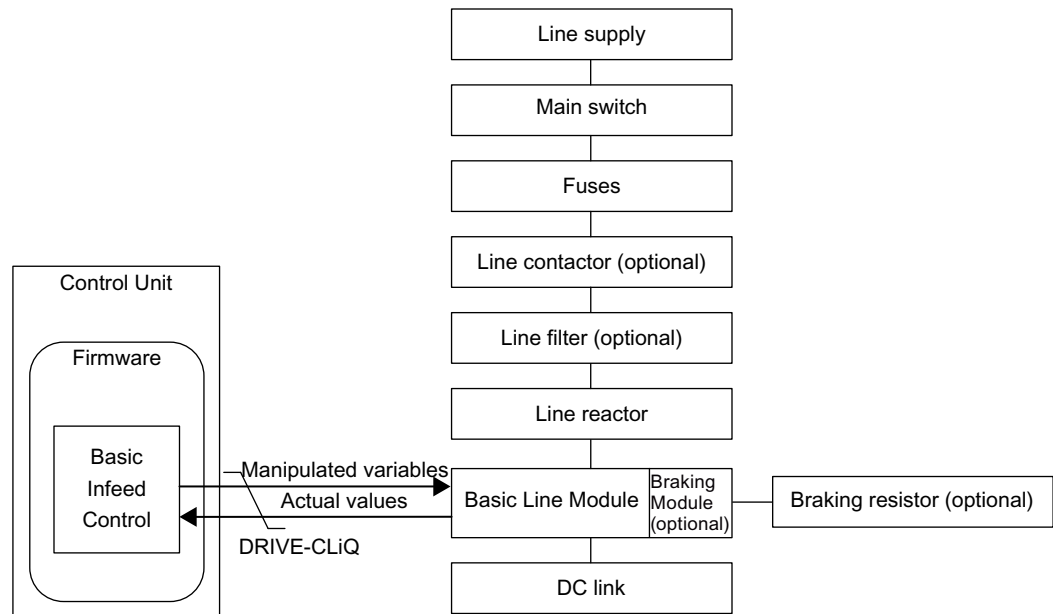 Line supply
Main switch
Fuses
Line contactor (optional)
Line filter (optional)
Line reactor
Control Unit
Firmware
Basic
Infeed
Control
Manipulated variables
Actual values
DRIVE-CLiQ
Basic Line Module
Braking
Module
(optional)
Braking resistor (optional)
DC link